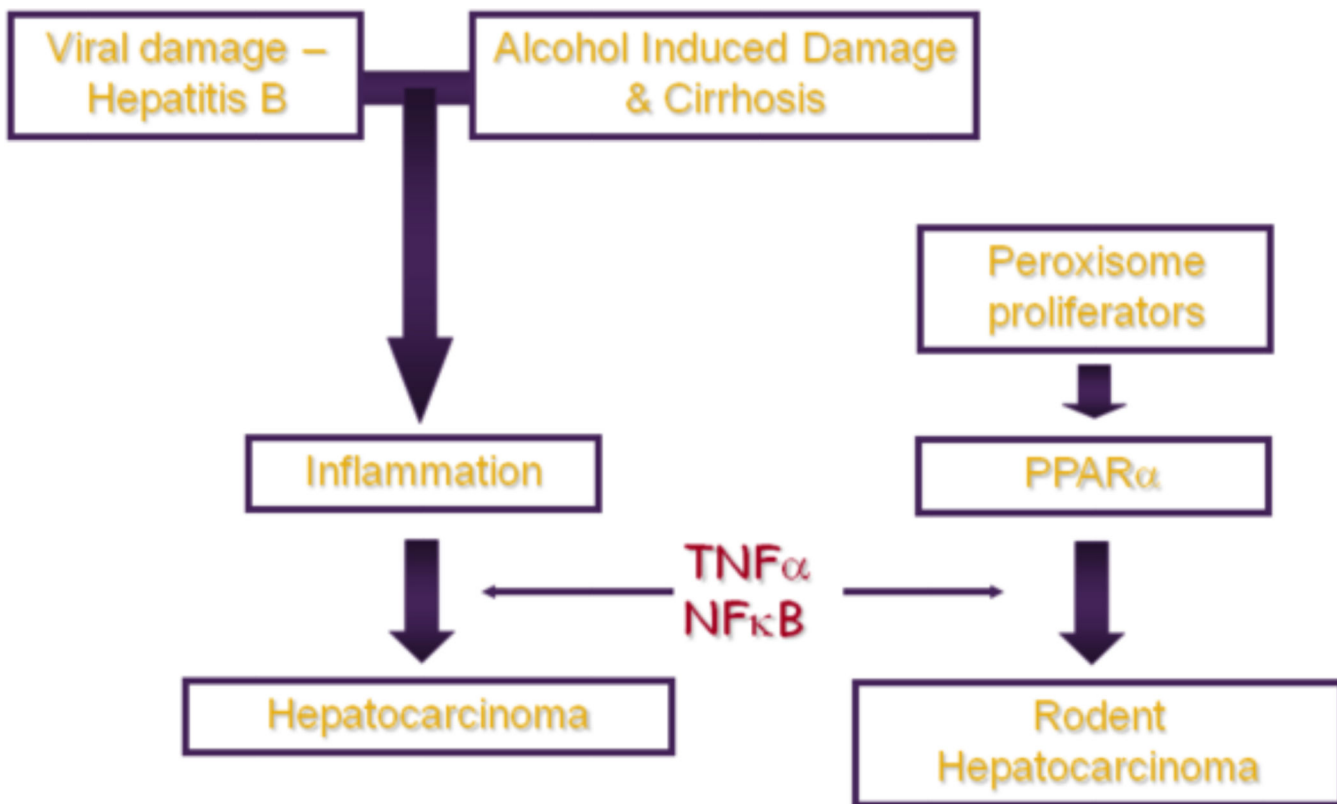 Viral damage –
Hepatitis B
Alcohol Induced Damage
& Cirrhosis
Peroxisome
proliferators
Inflammation
PPARα
TNFα
NFκB
Hepatocarcinoma
Rodent
Hepatocarcinoma